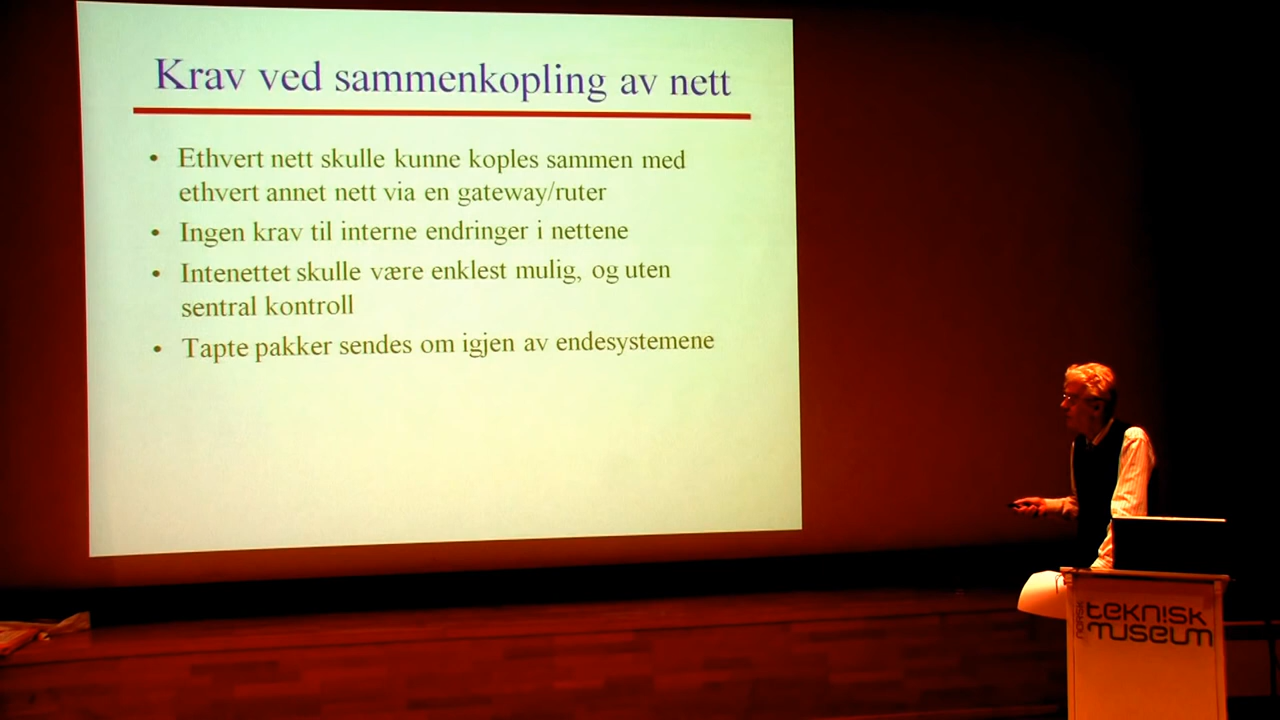 Krav ved sammenkopling av nett
• Ethvert nett skulle kunne koples sammen med
ethvert annet nett via en gateway/ruter
• Ingen krav til interne endringer i nettene
• Intenettet skulle være enklest mulig, og uten
sentral kontroll
• Tapte pakker sendes om igjen av endesystemene
NORSK
teknisk
museum